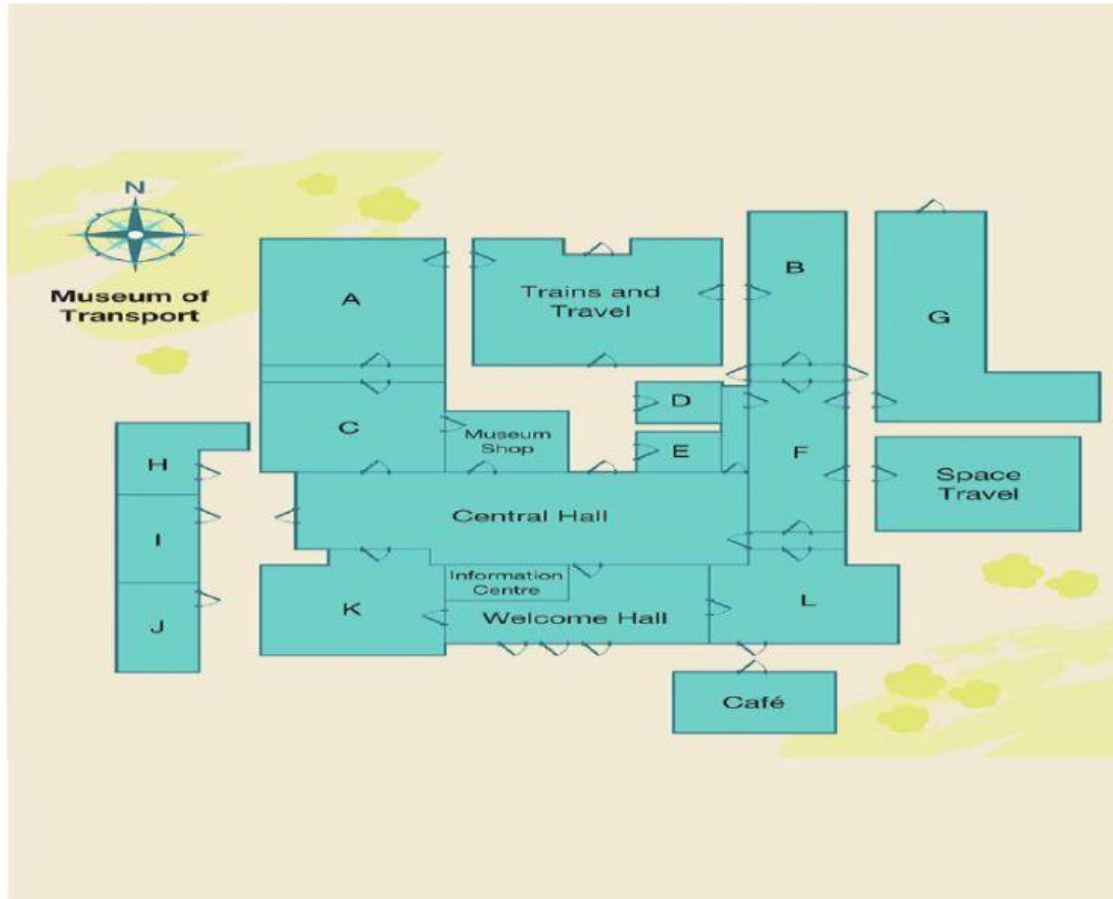 N
Museum of
Transport
A
Trains and
Travel
B
G
C
Museum
Shop
D
E
F
H
I
J
Space
Travel
Central Hall
Information
Centre
K
Welcome Hall
L
Café